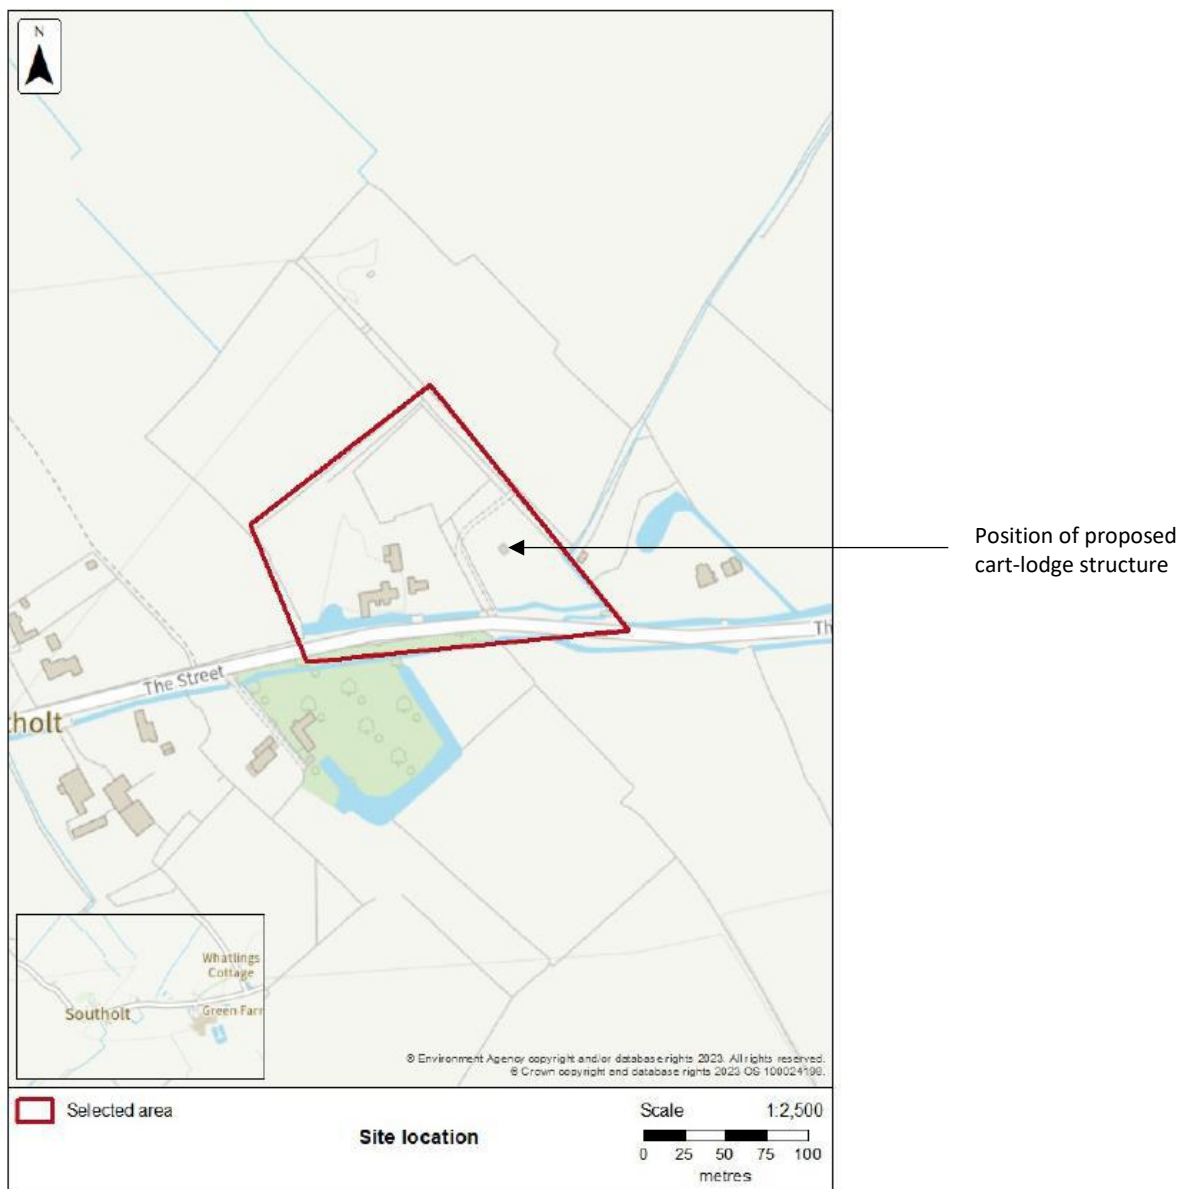 N
Position of proposed
cart-lodge structure
The Street
Th
tholt
Whatlings
Cottage
Southolt
Green Farr
© Environment Agency copyright and/or database rights 2023. All rights reserved.
© Crown copyright and database rights 2023 OS 100024198.
Selected area
Site location
Scale 1:2,500
0 25 50 75 100
metres